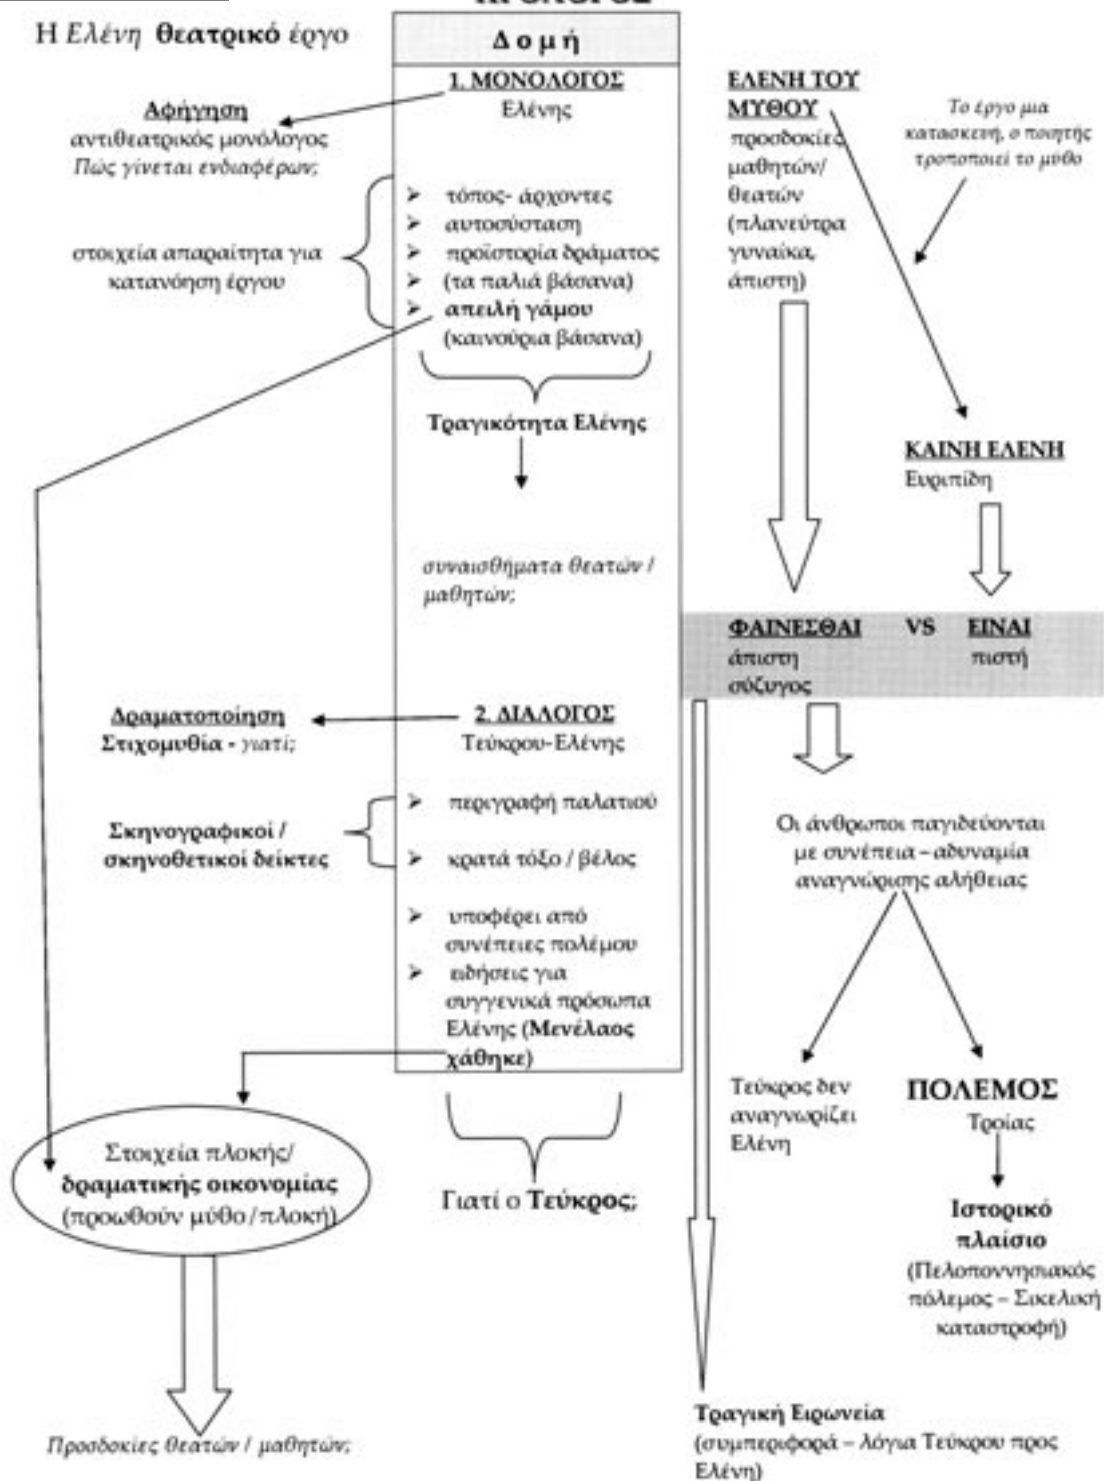 ΠΡΟΛΟΓΟΣ
Η Ελένη θεατρικό έργο
Δομή
1. ΜΟΝΟΛΟΓΟΣ
Ελένης
Αφήγηση
αντιθεατρικός μονόλογος
Πώς γίνεται ενδιαφέρων;
στοιχεία απαραίτητα για
κατανόηση έργου
➢ τόπος- άρχοντες
➢ αυτοσύσταση
➢ προϊστορία δράματος
➢ (τα παλιά βάσανα)
➢ απειλή γάμου
(καινούρια βάσανα)
Τραγικότητα Ελένης
συναισθήματα θεατών /
μαθητών;
2. ΔΙΑΛΟΓΟΣ
Τεύκρου-Ελένης
Δραματοποίηση
Στιχομυθία - γιατί;
Σκηνογραφικοί /
σκηνοθετικοί δείκτες
➢ περιγραφή παλατιού
➢ κρατά τόξο / βέλος
➢ υποφέρει από
συνέπειες πολέμου
➢ ειδήσεις για
συγγενικά πρόσωπα
Ελένης (Μενέλαος
χάθηκε)
Γιατί ο Τεύκρος;
Στοιχεία πλοκής/
δραματικής οικονομίας
(προωθούν μύθο/πλοκή)
Προσδοκίες θεατών / μαθητών;
ΕΛΕΝΗ ΤΟΥ
ΜΥΘΟΥ
προσδοκίες
μαθητών/
θεατών
(πλανεύτρα
γυναίκα,
άπιστη)
Το έργο μια
κατασκευή, ο ποιητής
τροποποιεί το μύθο
ΚΑΙΝΗ ΕΛΕΝΗ
Ευριπίδη
ΦΑΙΝΕΣΘΑΙ VS ΕΙΝΑΙ
άπιστη πιστή
σύζυγος
Οι άνθρωποι παγιδεύονται
με συνέπεια – αδυναμία
αναγνώρισης αλήθειας
Τεύκρος δεν
αναγνωρίζει
Ελένη
ΠΟΛΕΜΟΣ
Τροίας
Ιστορικό
πλαίσιο
(Πελοποννησιακός
πόλεμος – Σικελική
καταστροφή)
Τραγική Ειρωνεία
(συμπεριφορά – λόγια Τεύκρου προς
Ελένη)